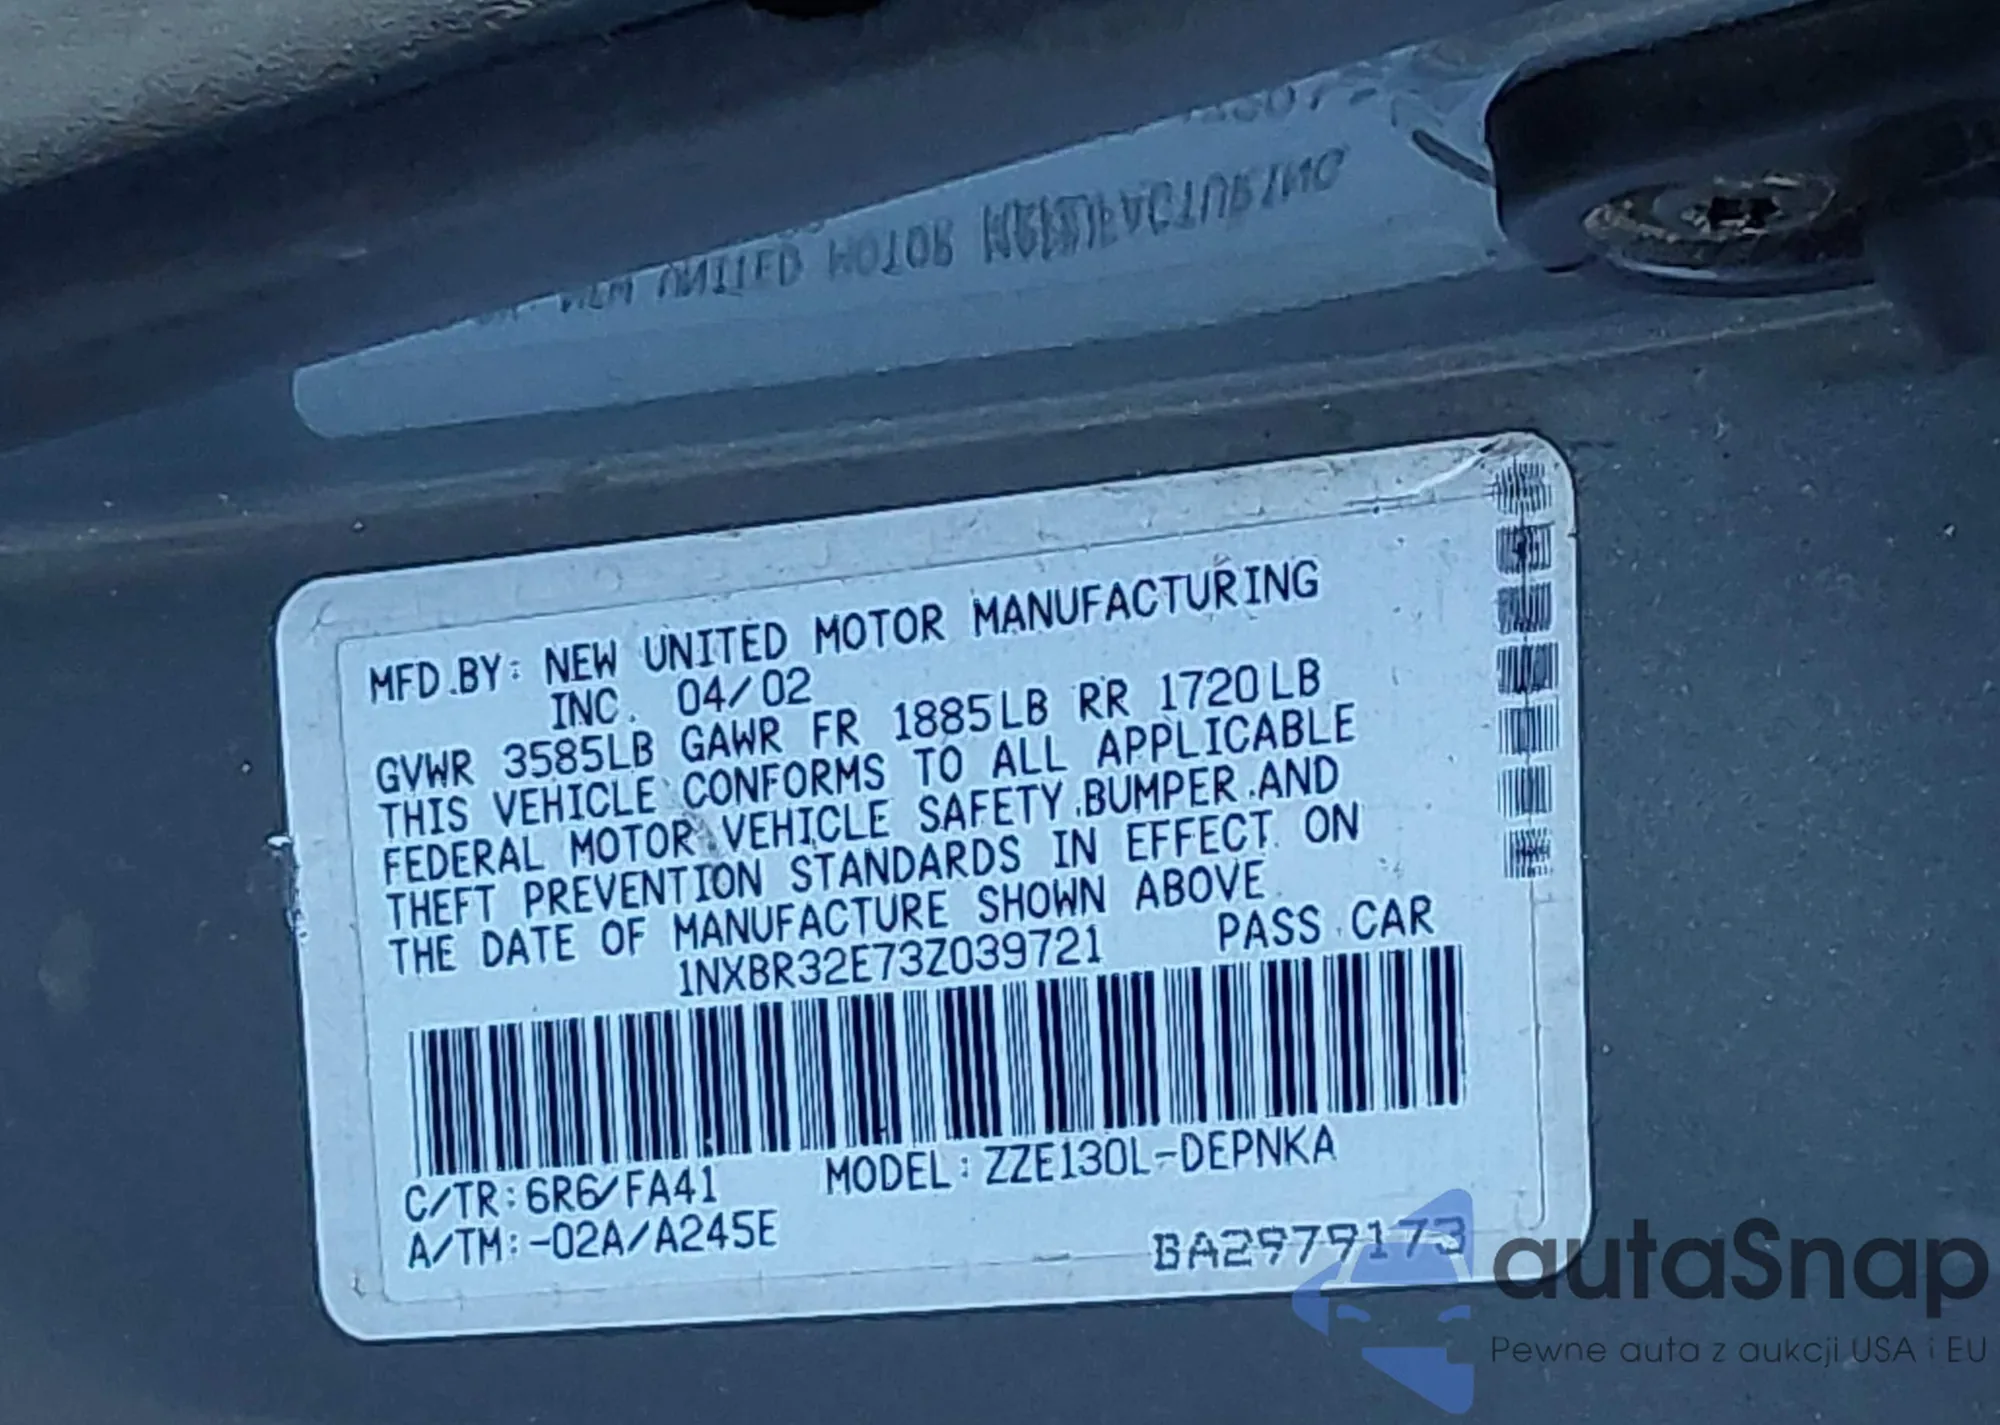 NEW UNITED MOTOR MANUFACTURING
MFD.BY: NEW UNITED MOTOR MANUFACTURING
INC. 04/02
GVWR 3585LB GAWR FR 1885LB RR 1720LB
THIS VEHICLE CONFORMS TO ALL APPLICABLE
FEDERAL MOTOR VEHICLE SAFETY,BUMPER,AND
THEFT PREVENTION STANDARDS IN EFFECT ON
THE DATE OF MANUFACTURE SHOWN ABOVE
1NXBR32E73Z039721 PASS.CAR
C/TR:6R6/FA41 MODEL:ZZE130L-DEPNKA
A/TM:-02A/A245E
BA2979173
autaSnap
Pewne auta z aukcji USA i EU